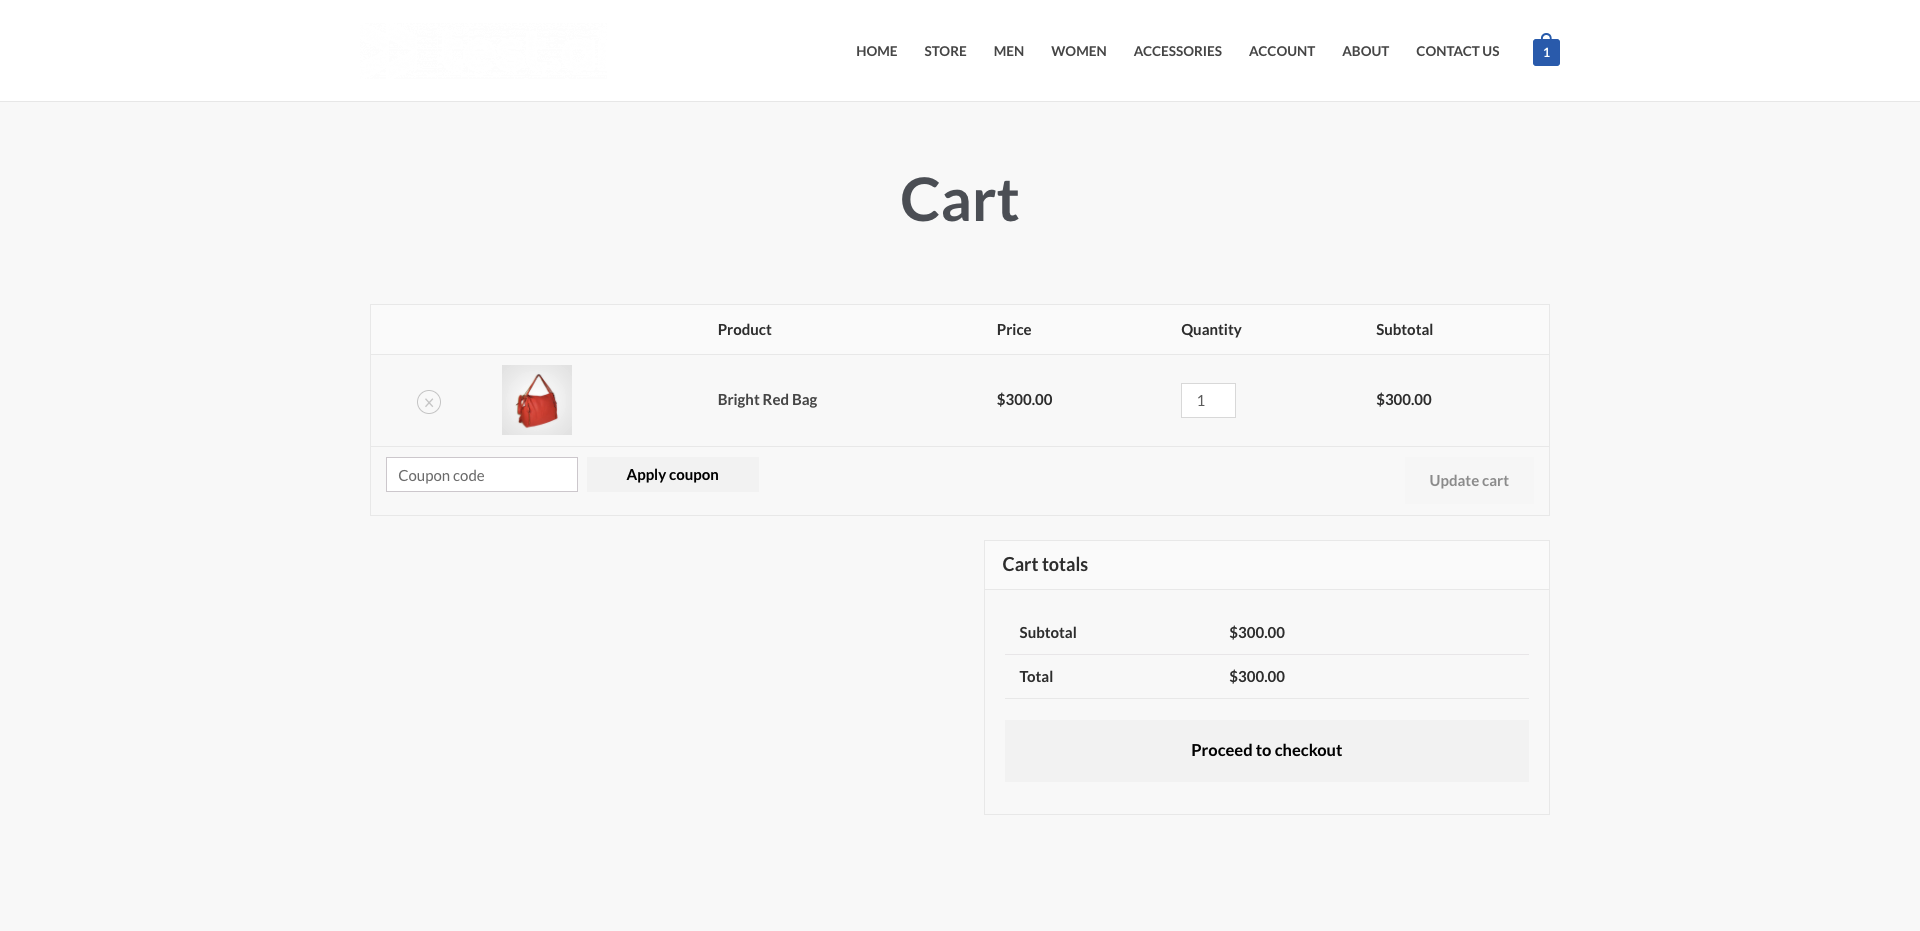 HOME STORE MEN WOMEN ACCESSORIES ACCOUNT ABOUT CONTACT US 1
Cart
Product Price Quantity Subtotal
× Bright Red Bag $300.00 1 $300.00
Coupon code Apply coupon Update cart
Cart totals
Subtotal $300.00
Total $300.00
Proceed to checkout